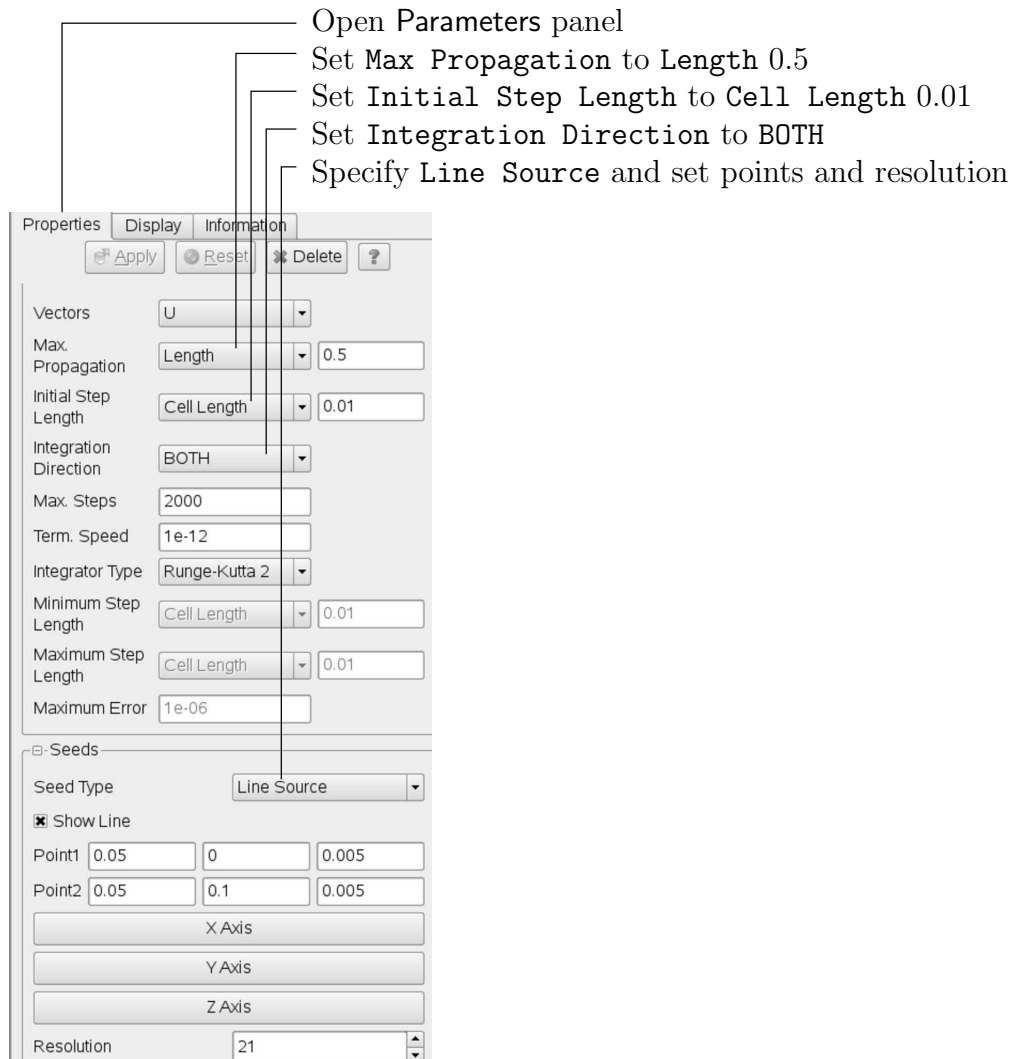 Open Parameters panel
Set Max Propagation to Length 0.5
Set Initial Step Length to Cell Length 0.01
Set Integration Direction to BOTH
Specify Line Source and set points and resolution
Properties Display Information
Apply Reset Delete ?
Vectors U
Max.
Propagation Length 0.5
Initial Step
Length Cell Length 0.01
Integration
Direction BOTH
Max. Steps 2000
Term. Speed 1e-12
Integrator Type Runge-Kutta 2
Minimum Step
Length Cell Length 0.01
Maximum Step
Length Cell Length 0.01
Maximum Error 1e-06
Seeds
Seed Type Line Source
Show Line
Point1 0.05 0 0.005
Point2 0.05 0.1 0.005
X Axis
Y Axis
Z Axis
Resolution 21